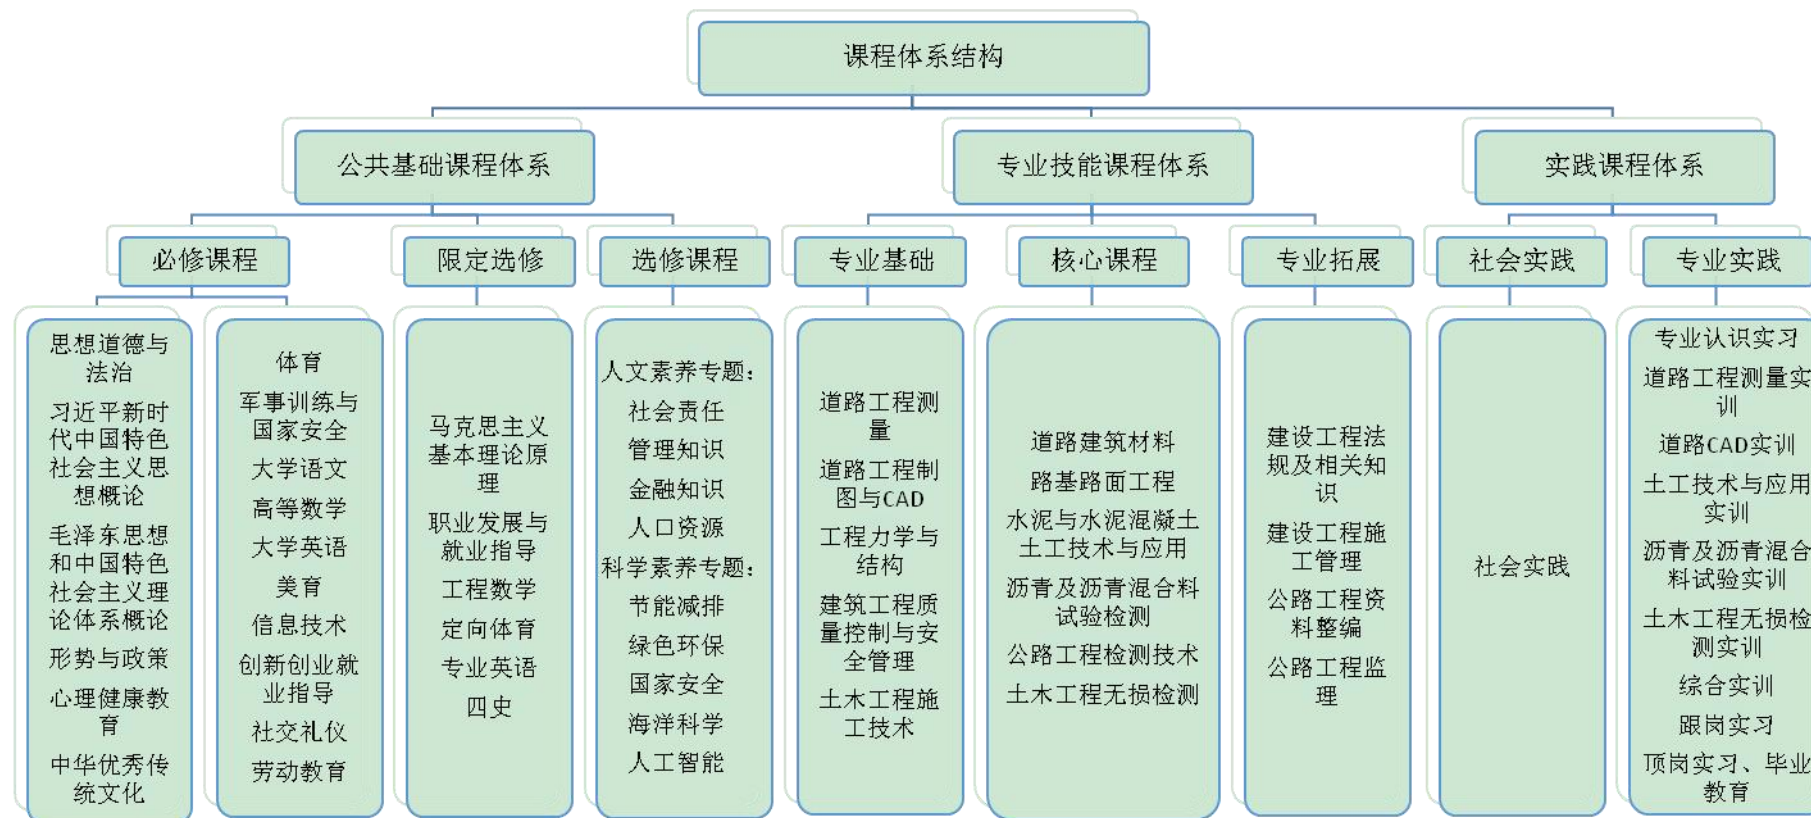 课程体系结构
公共基础课程体系
专业技能课程体系
实践课程体系
必修课程
限定选修
选修课程
专业基础
核心课程
专业拓展
社会实践
专业实践
思想道德与
法治
习近平新时
代中国特色
社会主义思
想概论
毛泽东思想
和中国特色
社会主义理
论体系概论
形势与政策
心理健康教
育
中华优秀传
统文化
体育
军事训练与
国家安全
大学语文
高等数学
大学英语
美育
信息技术
创新创业就
业指导
社交礼仪
劳动教育
马克思主义
基本理论原
理
职业发展与
就业指导
工程数学
定向体育
专业英语
四史
人文素养专题：
社会责任
管理知识
金融知识
人口资源
科学素养专题：
节能减排
绿色环保
国家安全
海洋科学
人工智能
道路工程测
量
道路工程制
图与CAD
工程力学与
结构
建筑工程质
量控制与安
全管理
土木工程施
工技术
道路建筑材料
路基路面工程
水泥与水泥混凝土
土工技术与应用
沥青及沥青混合料
试验检测
公路工程检测技术
土木工程无损检测
建设工程法
规及相关知
识
建设工程施
工管理
公路工程资
料整编
公路工程监
理
社会实践
专业认识实习
道路工程测量实
训
道路CAD实训
土工技术与应用
实训
沥青及沥青混合
料试验实训
土木工程无损检
测实训
综合实训
跟岗实习
顶岗实习、毕业
教育